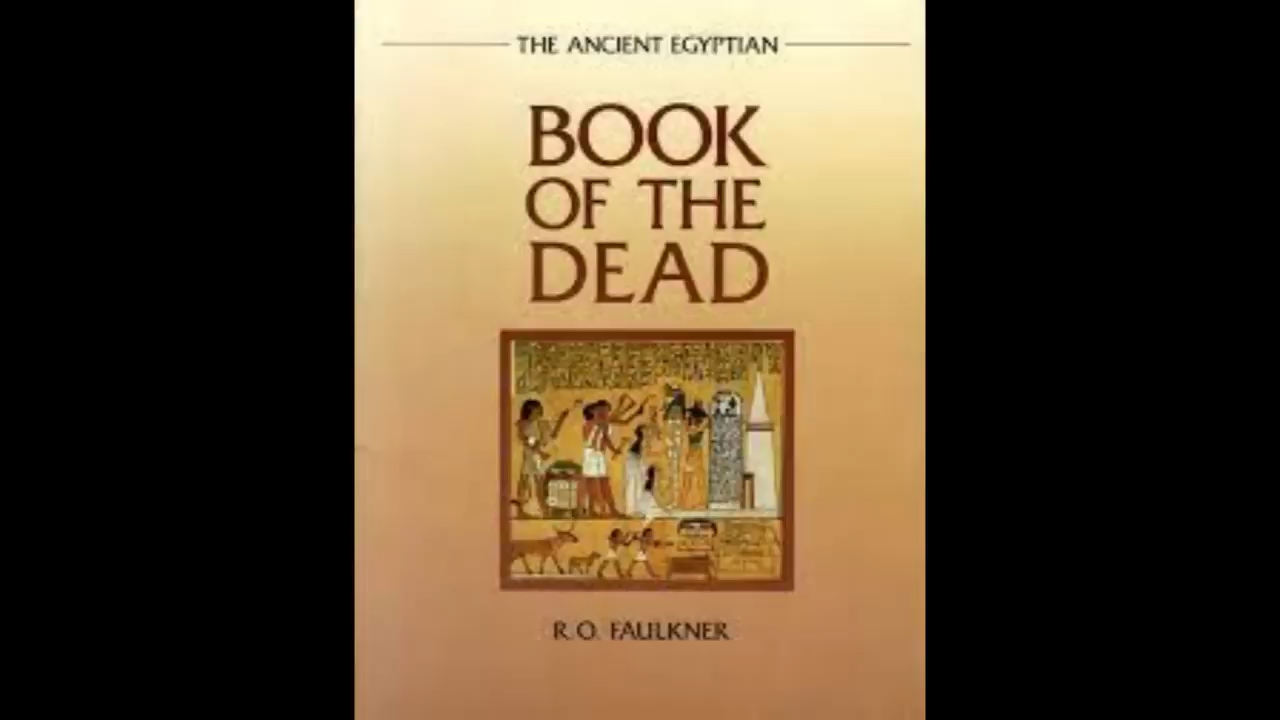 THE ANCIENT EGYPTIAN
BOOK
OF THE
DEAD
R.O. FAULKNER